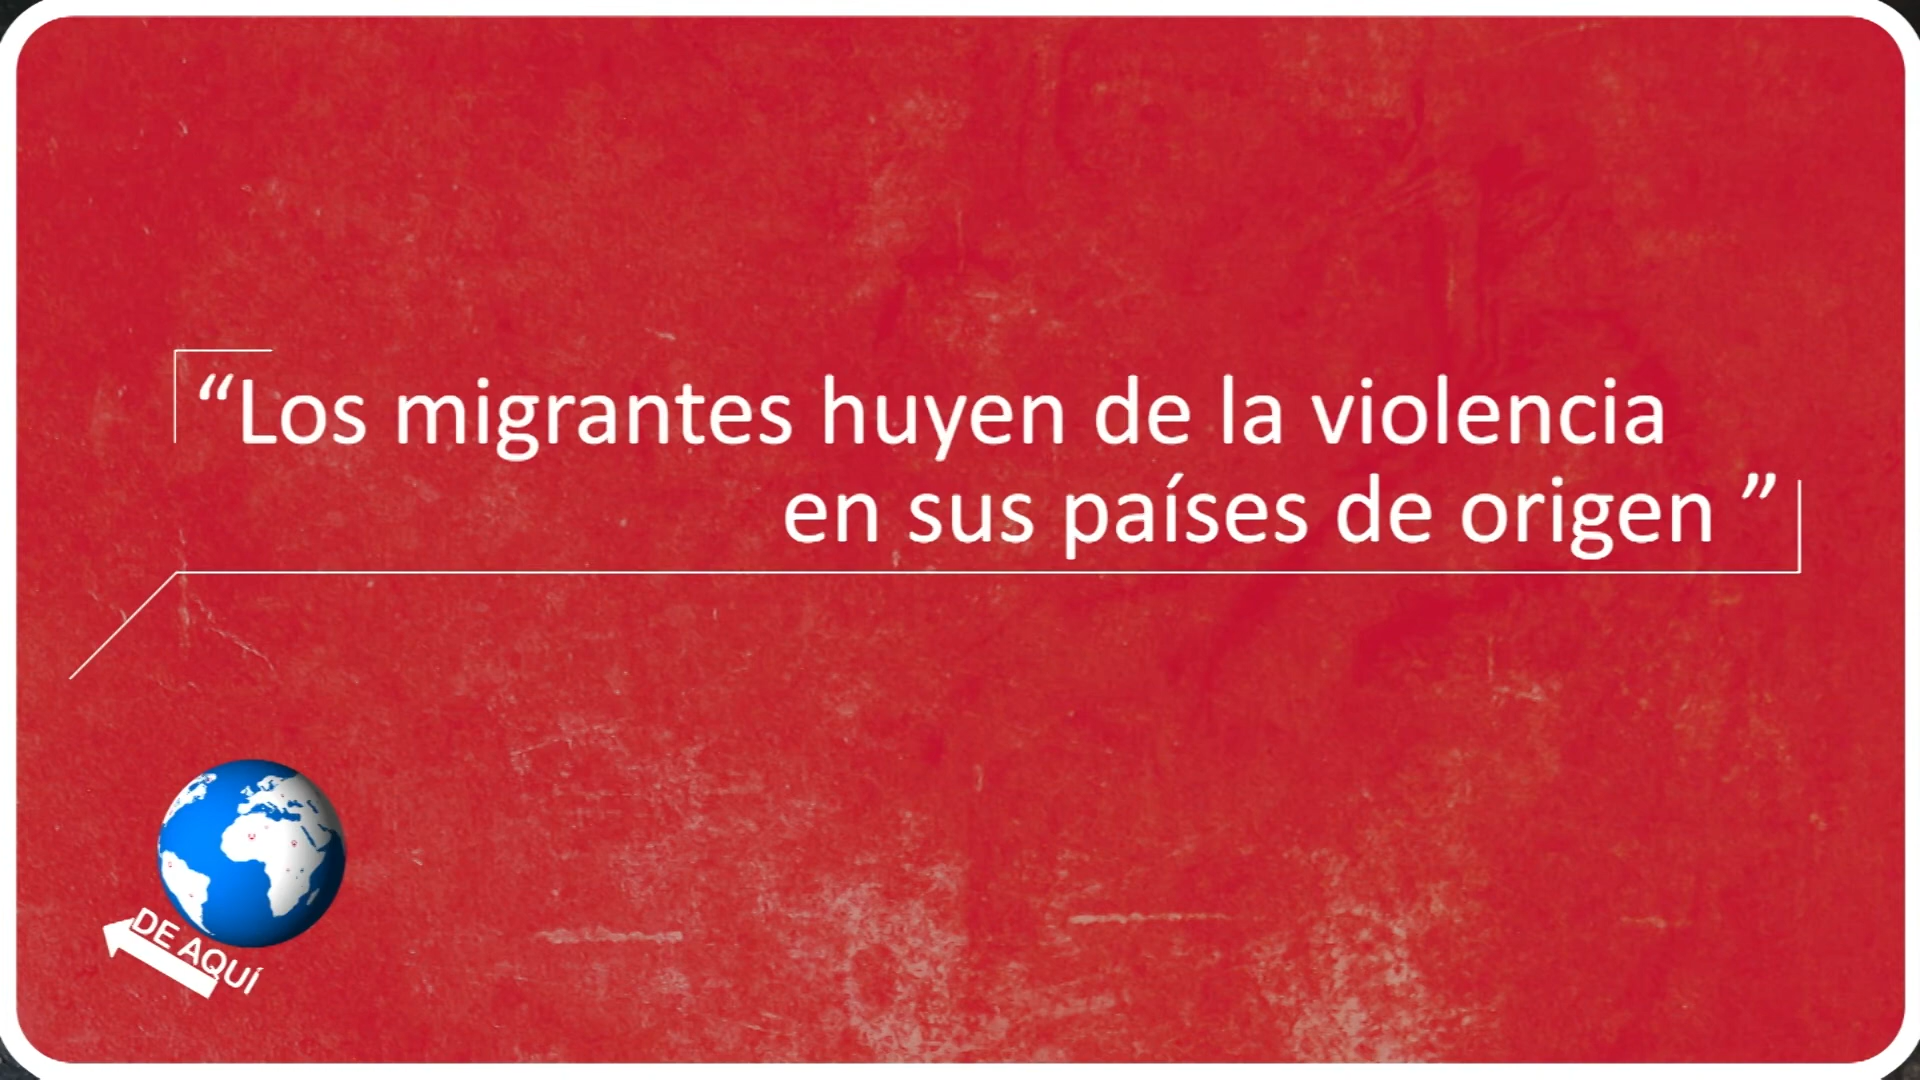 “Los migrantes huyen de la violencia
en sus países de origen ”
DE AQUÍ